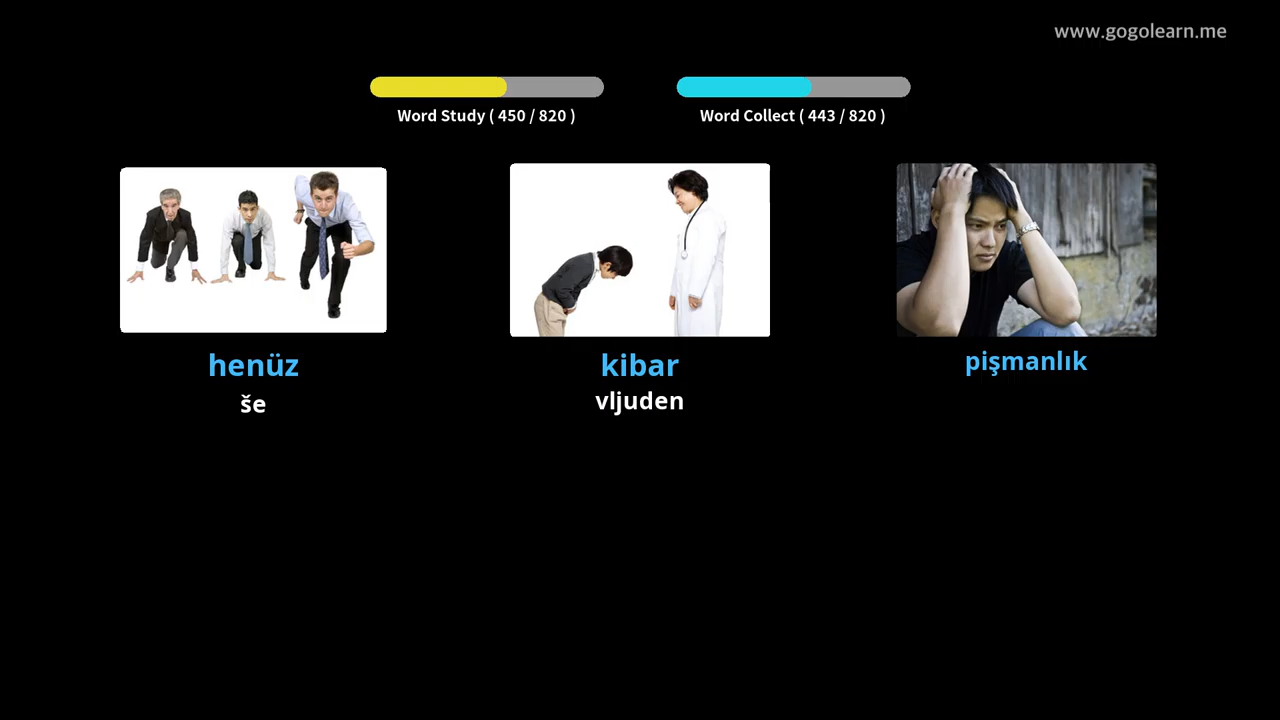 www.gogolearn.me
Word Study ( 450 / 820 )
Word Collect ( 443 / 820 )
henüz
še
kibar
vljuden
pişmanlık